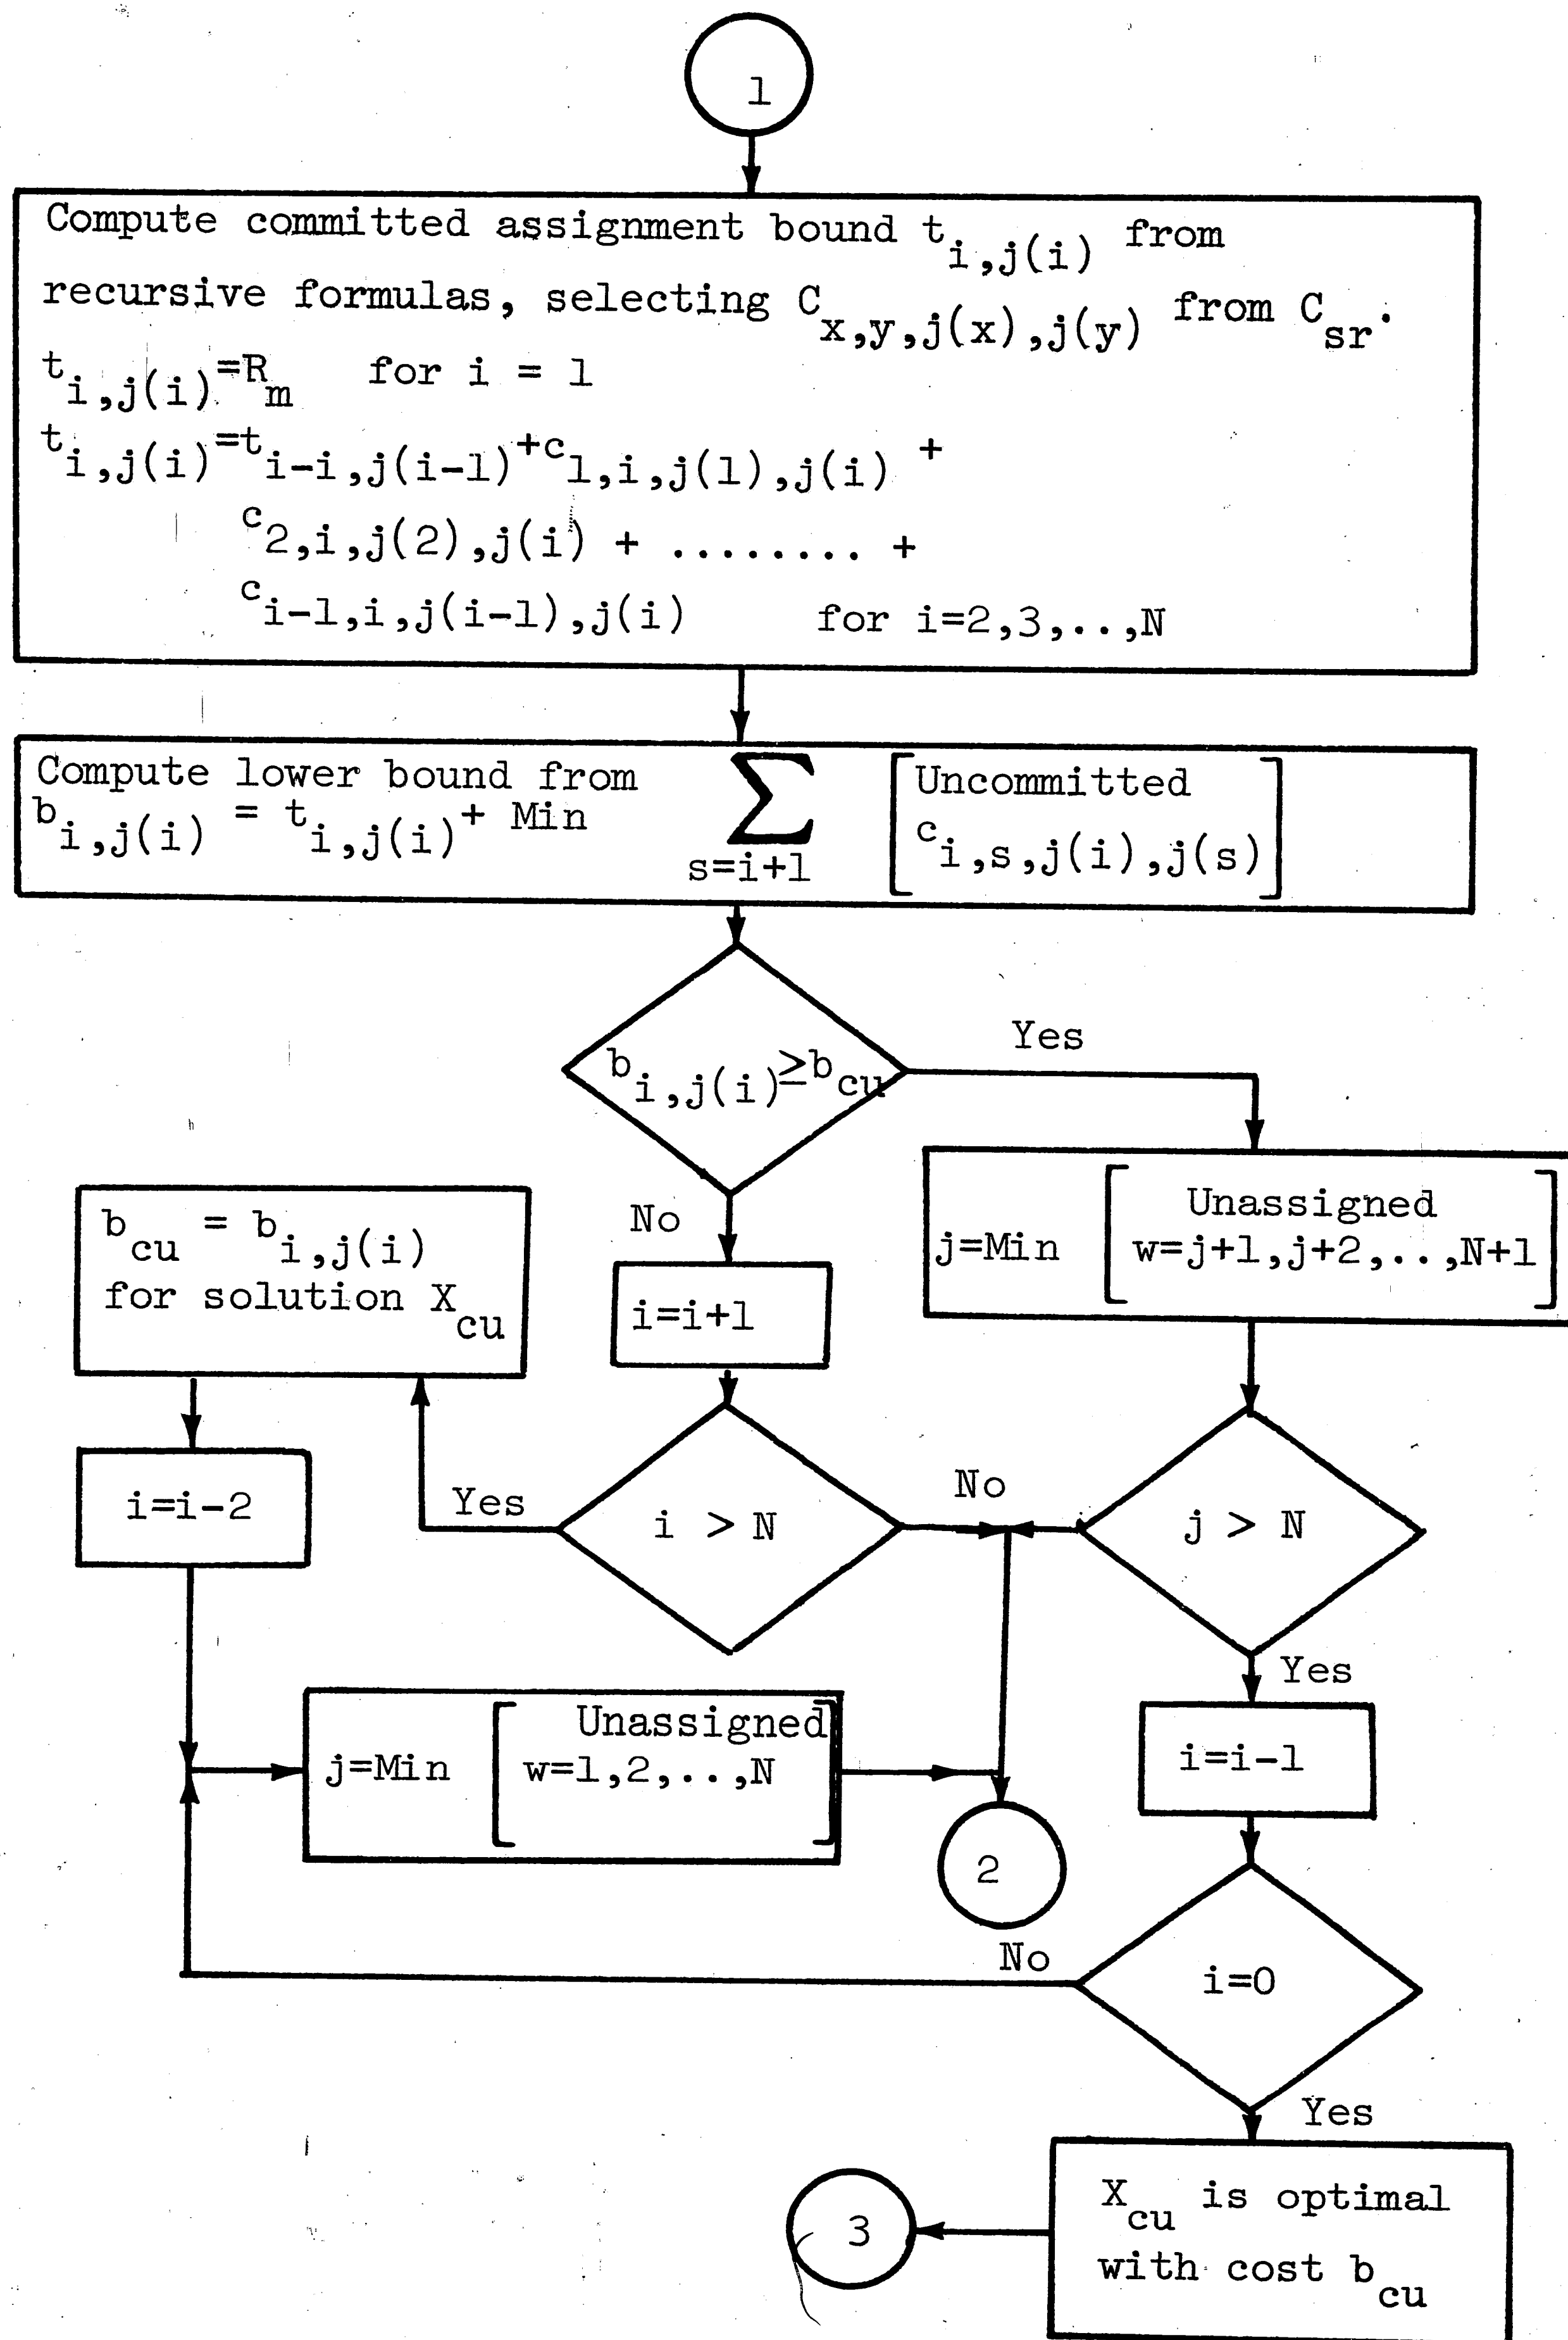 1
Compute committed assignment bound t i,j(i) from
recursive formulas, selecting C x,y,j(x),j(y) from C sr.
t i,j(i) =R m for i = 1
t i,j(i) =t i-i,j(i-1) +c 1,i,j(1),j(i) +
c 2,i,j(2),j(i) + ........ +
c i-1,i,j(i-1),j(i) for i=2,3,..,N
Compute lower bound from
b i,j(i) = t i,j(i) + Min ∑ s=i+1 [Uncommitted
c i,s,j(i),j(s)]
b i,j(i) ≥b cu
Yes
No
j=Min [Unassigned
w=j+1,j+2,..,N+1]
b cu = b i,j(i)
for solution X cu
i=i+1
i=i-2
Yes
i > N
No
j > N
Yes
j=Min [Unassigned
w=1,2,..,N]
i=i-1
2
No
i=0
Yes
X cu is optimal
with cost b cu
3